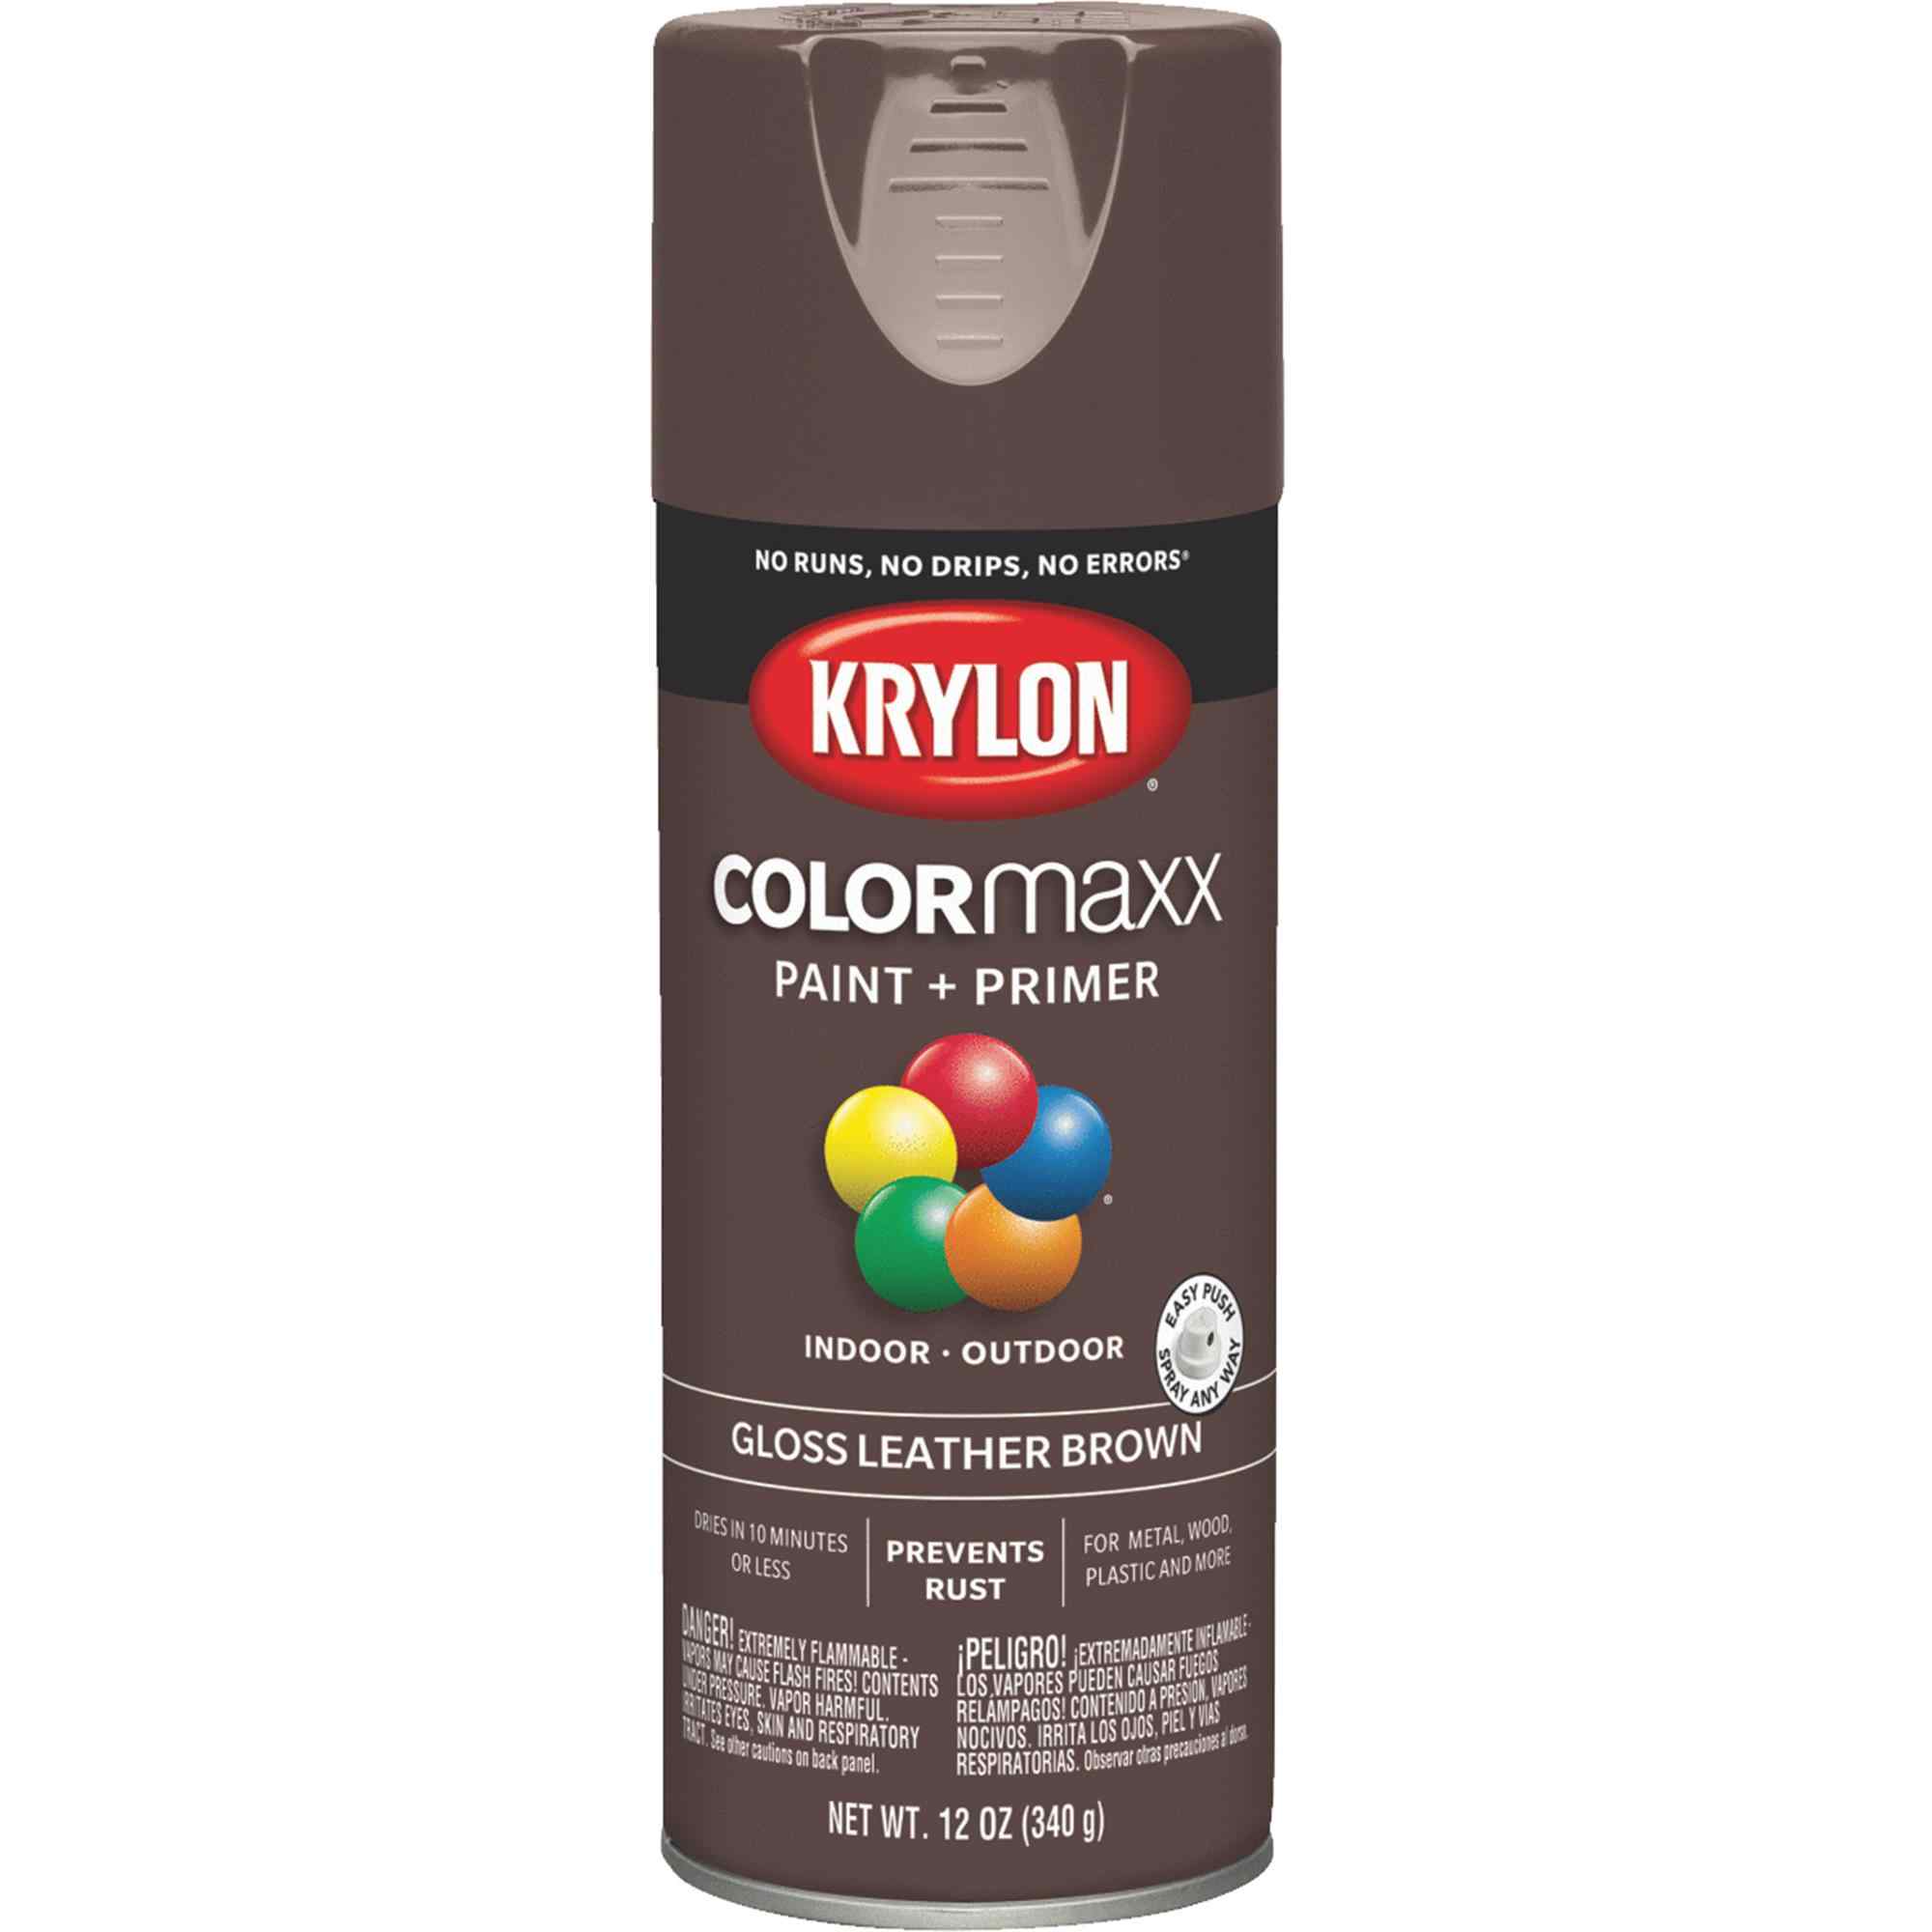 NO RUNS, NO DRIPS, NO ERRORS®
KRYLON
®
COLORmaxx
PAINT + PRIMER
®
INDOOR · OUTDOOR
EASY PUSH
SPRAY ANY WAY
GLOSS LEATHER BROWN
DRIES IN 10 MINUTES
OR LESS
PREVENTS
RUST
FOR METAL, WOOD,
PLASTIC AND MORE
DANGER! EXTREMELY FLAMMABLE -
VAPORS MAY CAUSE FLASH FIRES! CONTENTS
UNDER PRESSURE. VAPOR HARMFUL.
IRRITATES EYES, SKIN AND RESPIRATORY
TRACT. See other cautions on back panel.
¡PELIGRO! ¡EXTREMADAMENTE INFLAMABLE -
LOS VAPORES PUEDEN CAUSAR FUEGOS
RELÁMPAGOS! CONTENIDO A PRESIÓN, VAPORES
NOCIVOS. IRRITA LOS OJOS, PIEL Y VIAS
RESPIRATORIAS. Observar otras precauciones al dorso.
NET WT. 12 OZ (340 g)